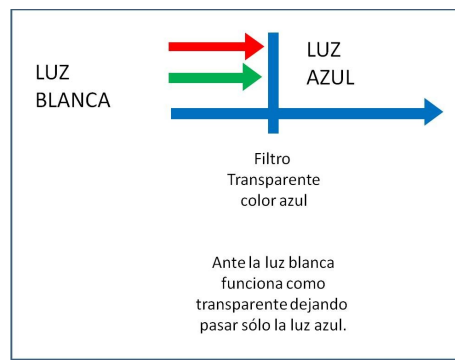 LUZ
BLANCA
LUZ
AZUL
Filtro
Transparente
color azul
Ante la luz blanca
funciona como
transparente dejando
pasar sólo la luz azul.